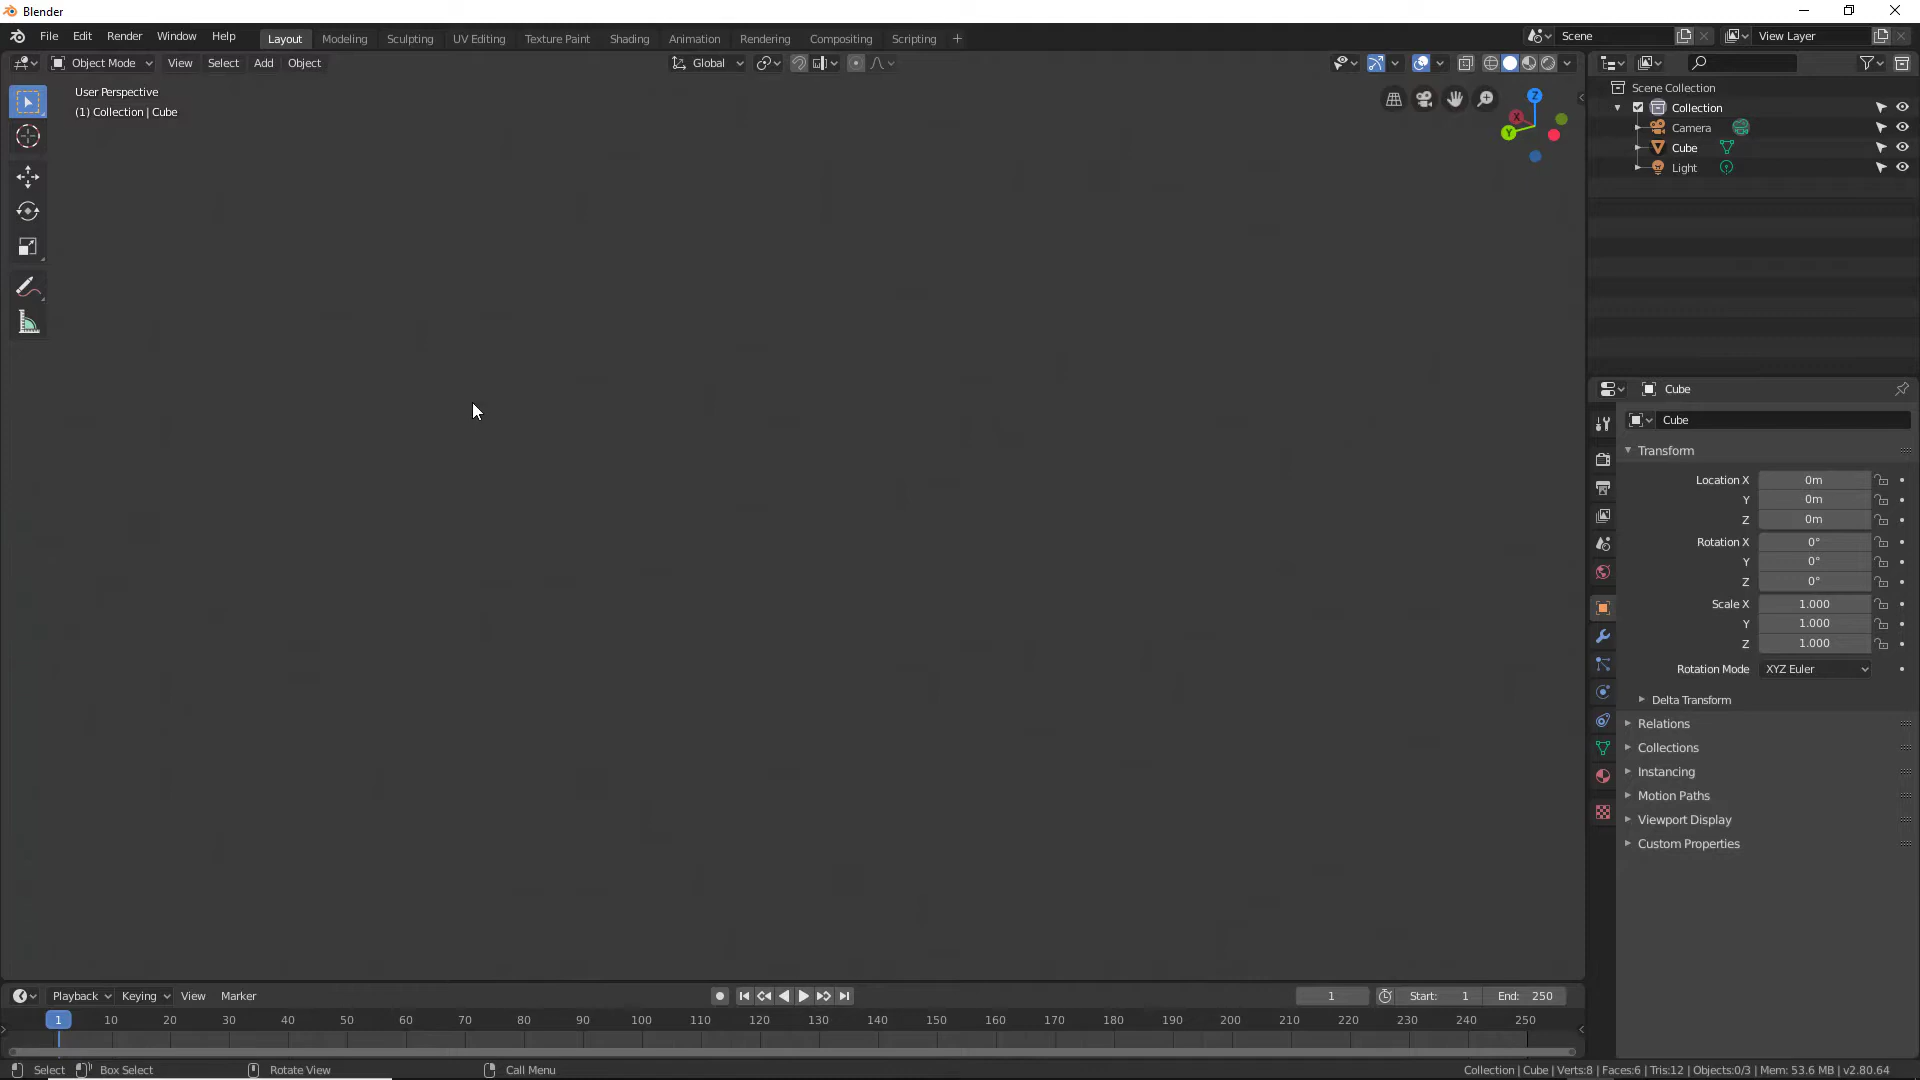 Blender
File Edit Render Window Help Layout Modeling Sculpting UV Editing Texture Paint Shading Animation Rendering Compositing Scripting + Scene View Layer
Object Mode View Select Add Object Global
User Perspective
(1) Collection | Cube
Z
X
Y
Scene Collection
Collection
Camera
Cube
Light
Cube
Cube
Transform
Location X 0m
Y 0m
Z 0m
Rotation X 0°
Y 0°
Z 0°
Scale X 1.000
Y 1.000
Z 1.000
Rotation Mode XYZ Euler
Delta Transform
Relations
Collections
Instancing
Motion Paths
Viewport Display
Custom Properties
Playback Keying View Marker 1 Start: 1 End: 250
1 10 20 30 40 50 60 70 80 90 100 110 120 130 140 150 160 170 180 190 200 210 220 230 240 250
Select Box Select Rotate View Call Menu Collection | Cube | Verts:8 | Faces:6 | Tris:12 | Objects:0/3 | Mem: 53.6 MB | v2.80.64